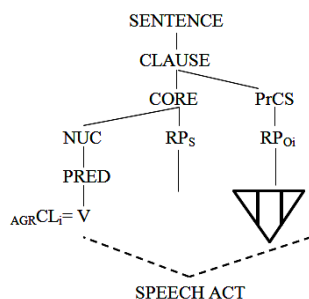 SENTENCE
CLAUSE
CORE PrCS
NUC RPS RPOi
PRED
AGRCLi= V
SPEECH ACT